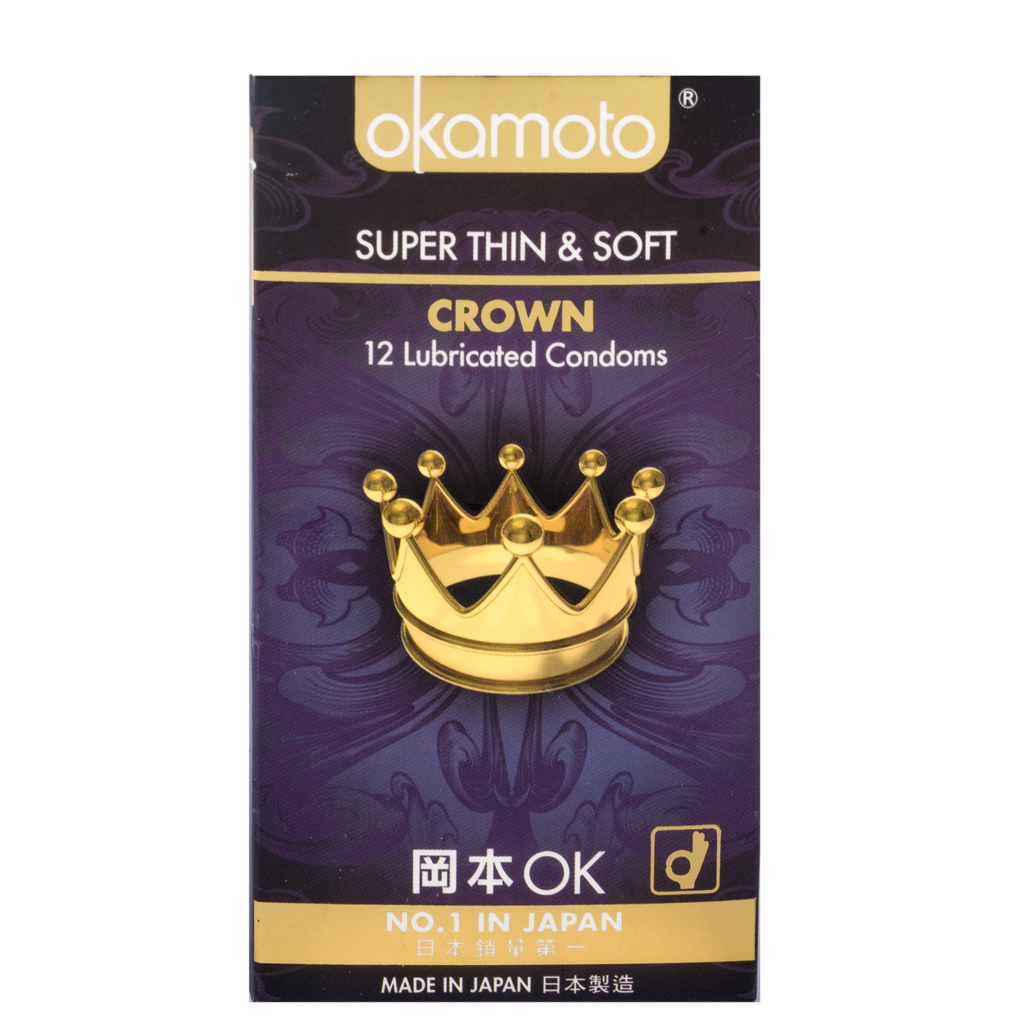 okamoto®
SUPER THIN & SOFT
CROWN
12 Lubricated Condoms
岡本OK
NO.1 IN JAPAN
日本銷量第一
MADE IN JAPAN 日本製造